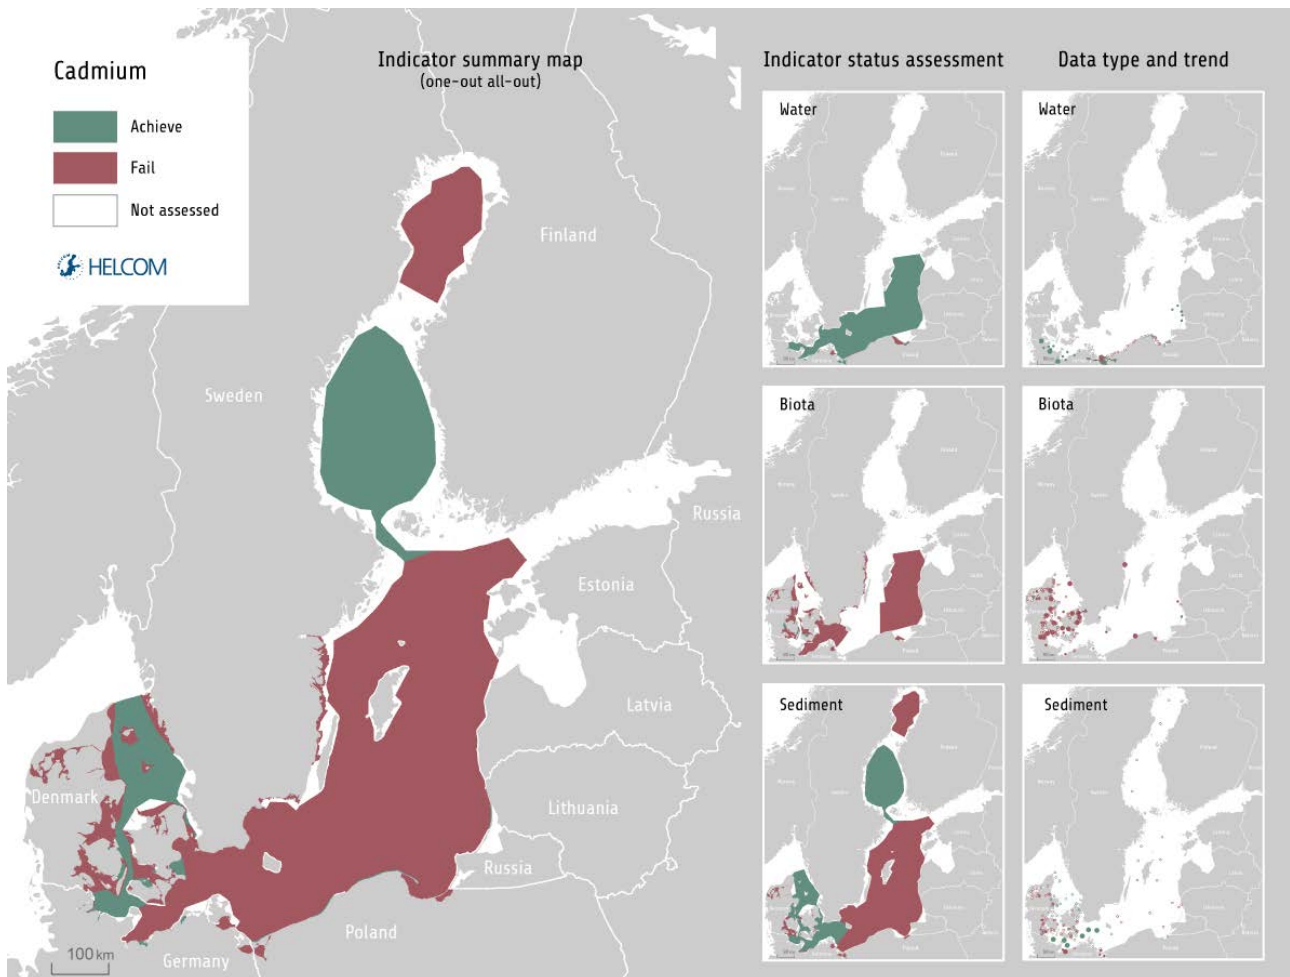 Cadmium
Achieve
Fail
Not assessed
HELCOM
Indicator summary map
(one-out all-out)
Finland
Sweden
Russia
Estonia
Latvia
Denmark
Lithuania
Russia
Poland
Germany
100 km
Indicator status assessment
Data type and trend
Water
Water
Biota
Biota
Sediment
Sediment